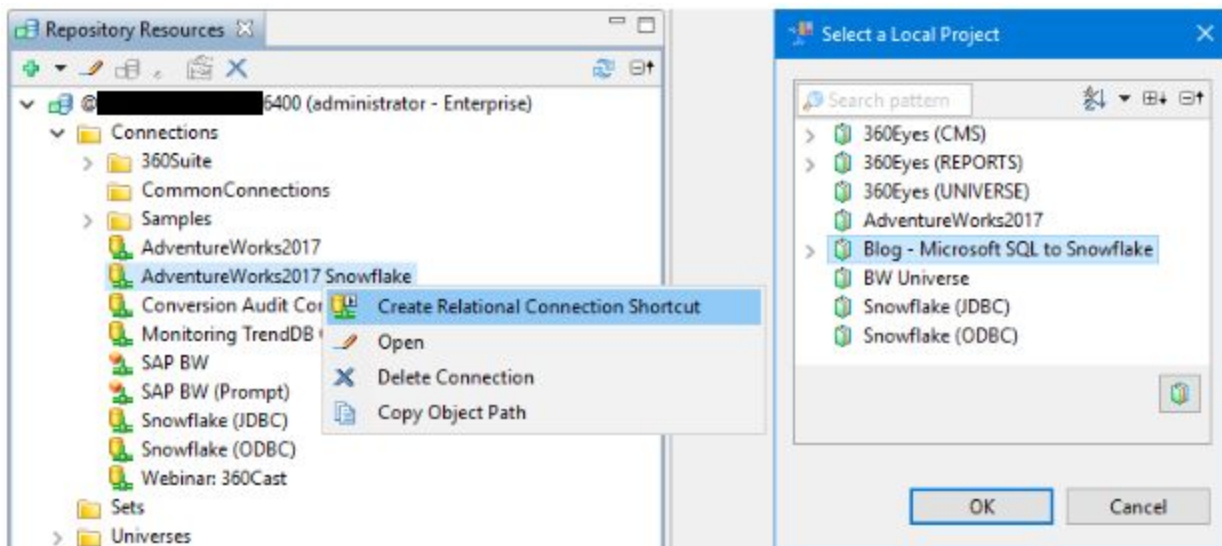 Repository Resources
@ 6400 (administrator - Enterprise)
Connections
360Suite
CommonConnections
Samples
AdventureWorks2017
AdventureWorks2017 Snowflake
Conversion Audit Co
Monitoring TrendDB
SAP BW
SAP BW (Prompt)
Snowflake (JDBC)
Snowflake (ODBC)
Webinar: 360Cast
Sets
Universes
Create Relational Connection Shortcut
Open
Delete Connection
Copy Object Path
Select a Local Project
Search pattern
360Eyes (CMS)
360Eyes (REPORTS)
360Eyes (UNIVERSE)
AdventureWorks2017
Blog - Microsoft SQL to Snowflake
BW Universe
Snowflake (JDBC)
Snowflake (ODBC)
OK
Cancel